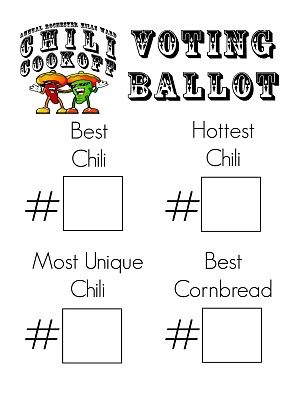 ANNUAL ROCHESTER HILLS WARD
CHILI
COOKOFF
VOTING
BALLOT
Best
Chili
#
Hottest
Chili
#
Most Unique
Chili
#
Best
Cornbread
#